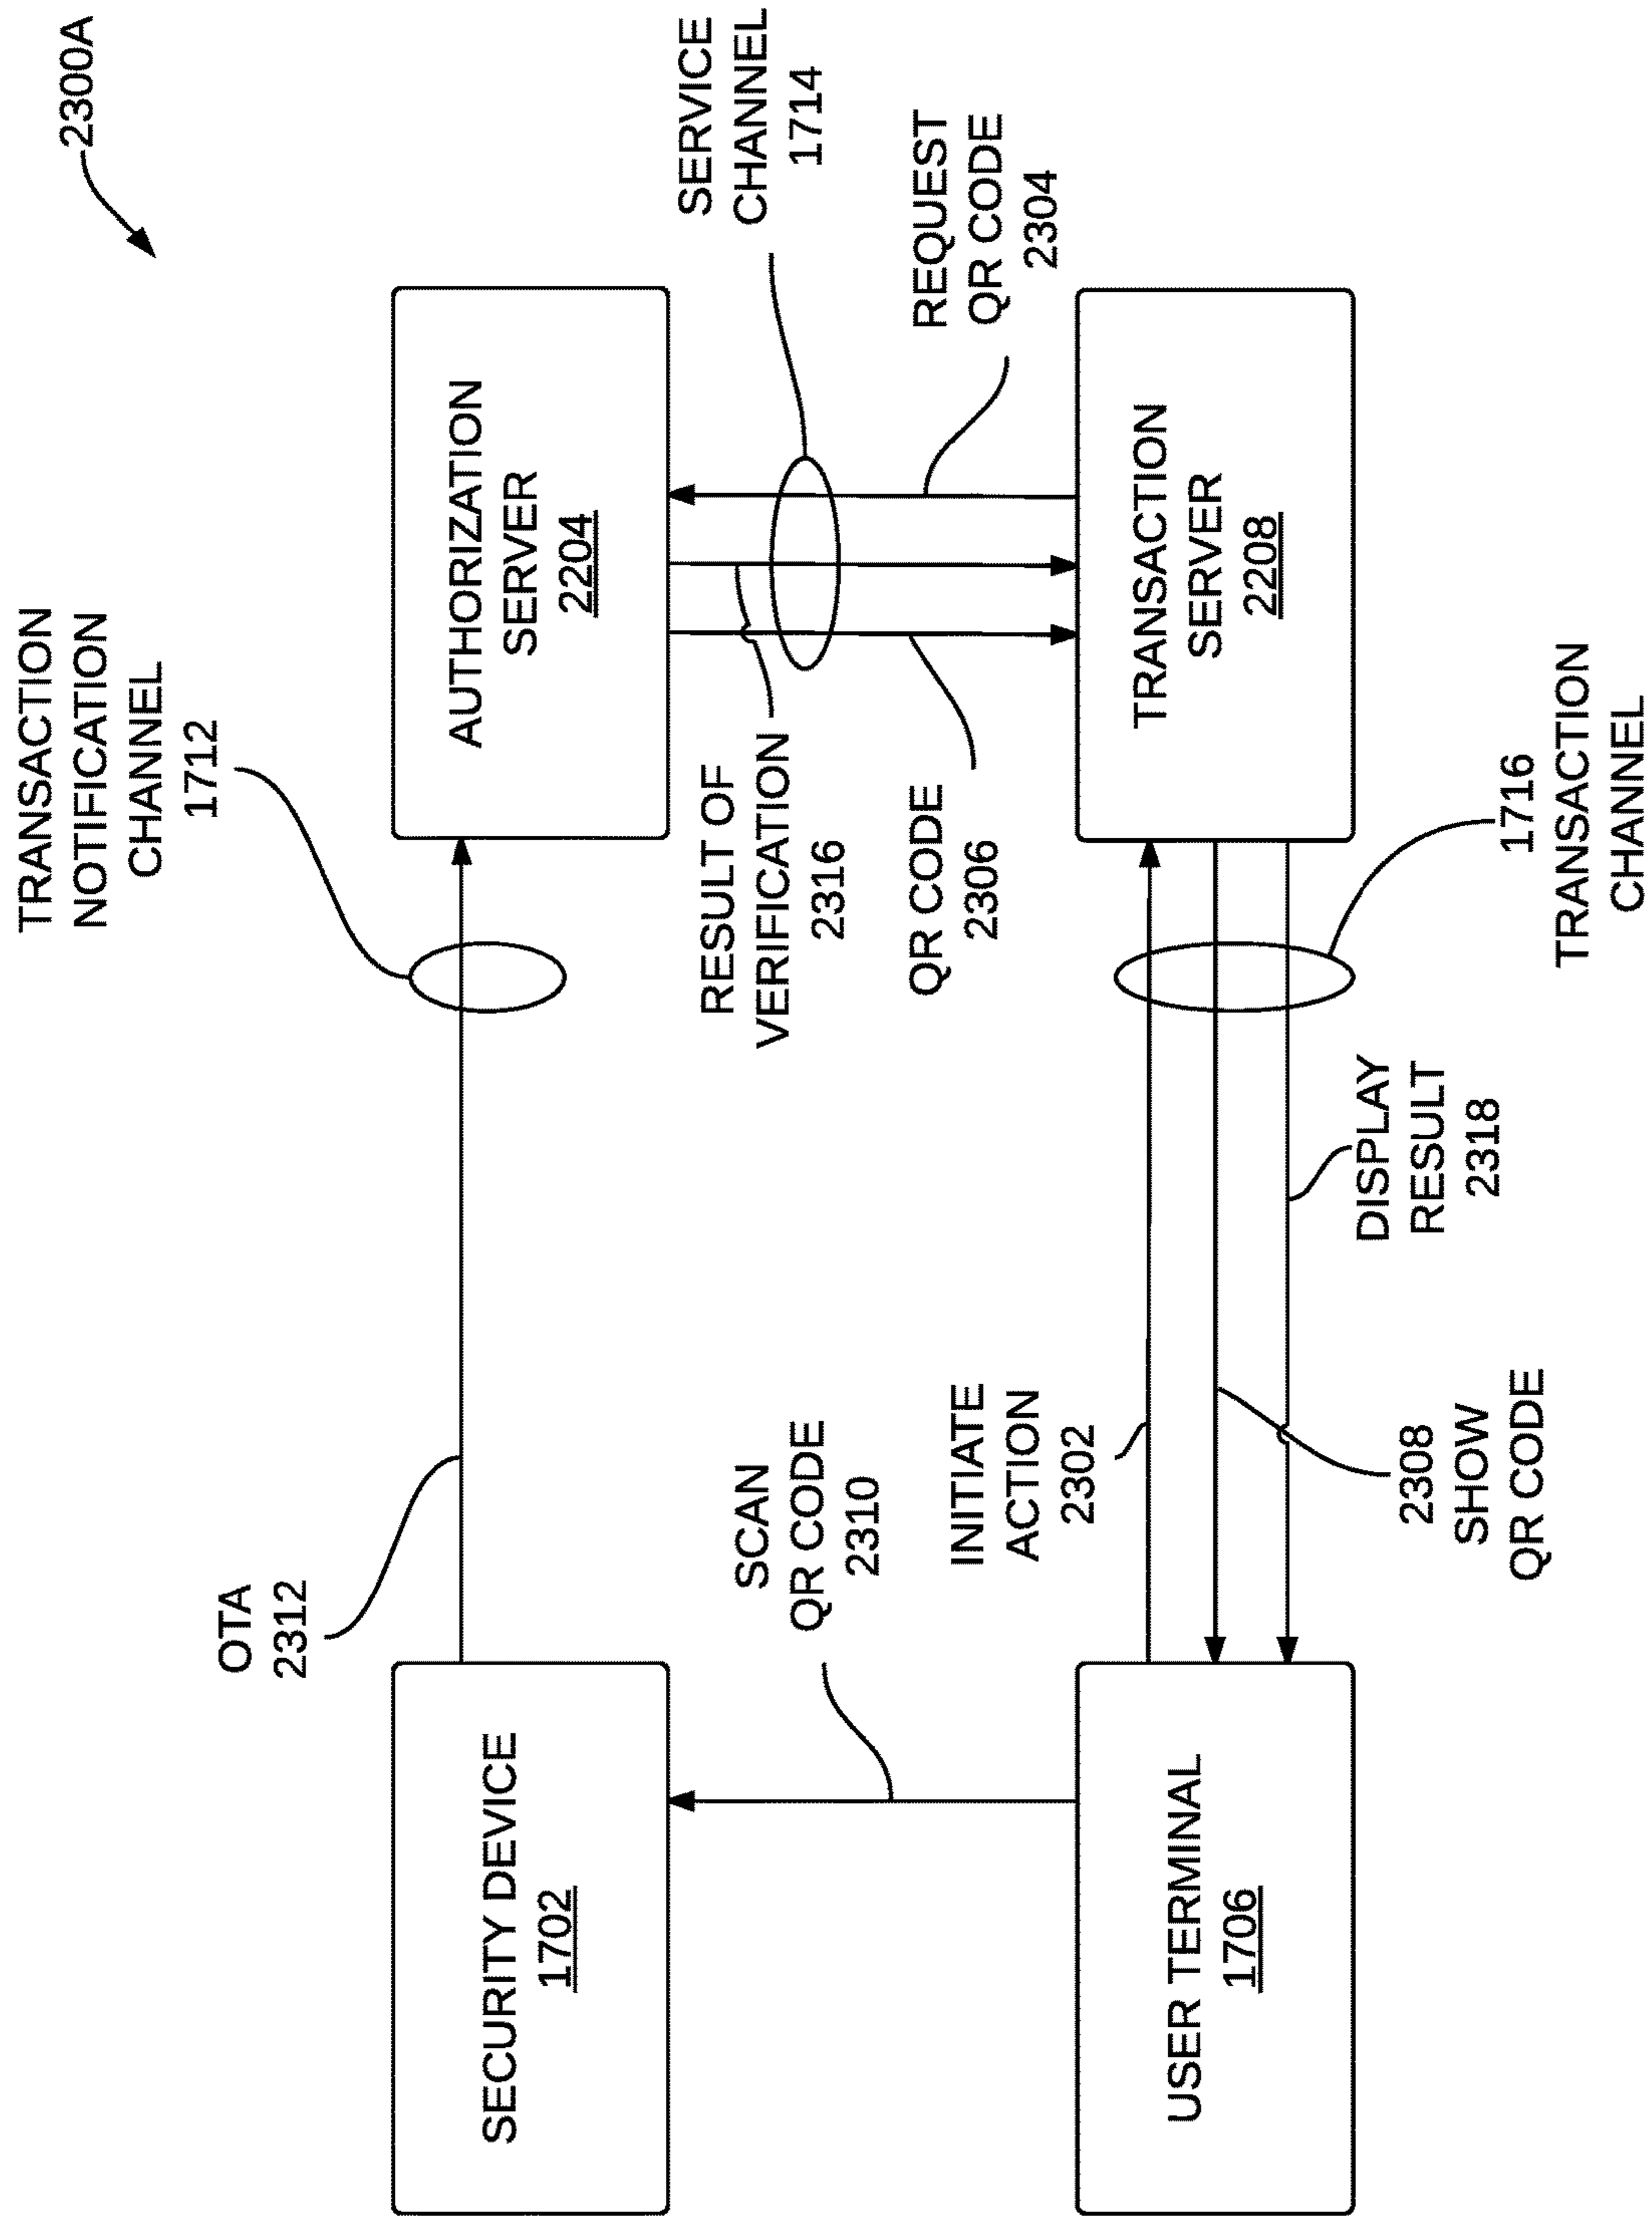 2300A
TRANSACTION
NOTIFICATION
CHANNEL
1712
OTA
2312
SECURITY DEVICE
1702
AUTHORIZATION
SERVER
2204
SERVICE
CHANNEL
1714
SCAN
QR CODE
2310
RESULT OF
VERIFICATION
2316
QR CODE
2306
REQUEST
QR CODE
2304
INITIATE
ACTION
2302
USER TERMINAL
1706
TRANSACTION
SERVER
2208
2308
SHOW
QR CODE
DISPLAY
RESULT
2318
1716
TRANSACTION
CHANNEL